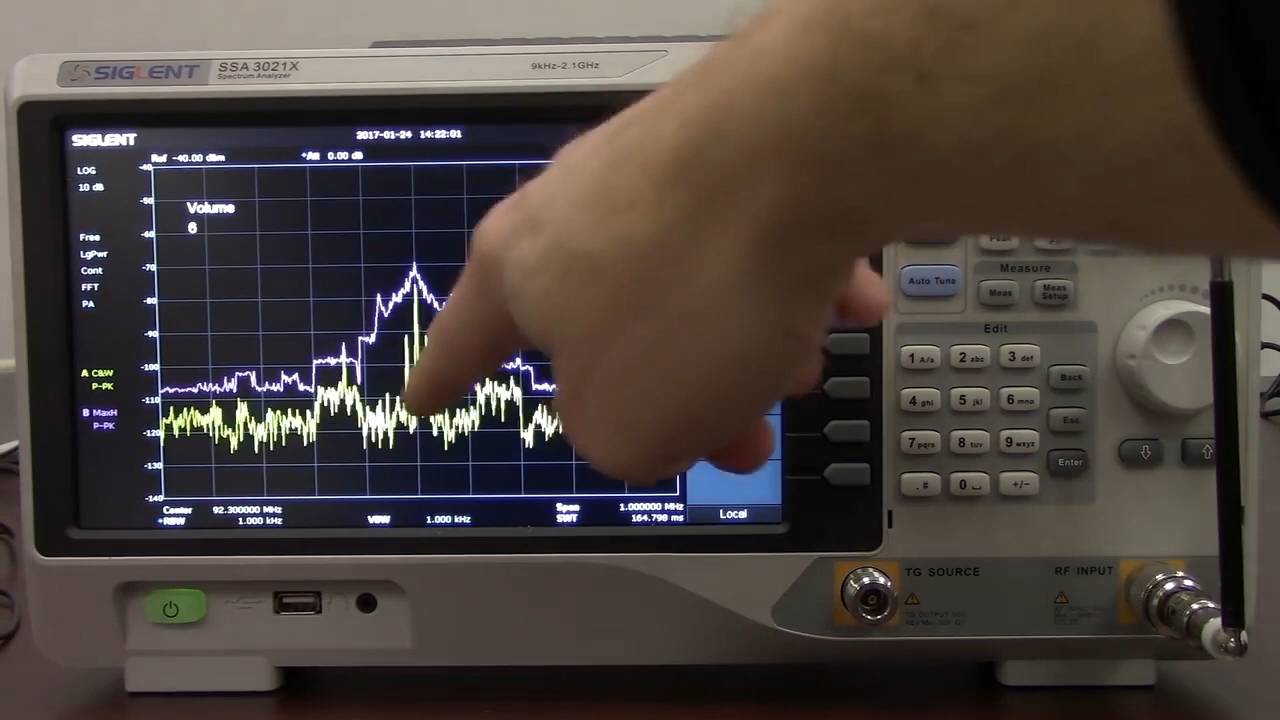 SIGLENT SSA 3021X 9kHz-2.1GHz
Spectrum Analyzer
SIGLENT 2017-01-24 14:22:01
Ref -40.00 dBm *Att 0.00 dB
LOG
10 dB
-40
-50
-60
-70
-80
-90
-100
-110
-120
-130
-140
Volume
6
Free
LgPwr
Cont
FFT
PA
A C&W
P-PK
B MaxH
P-PK
Center 92.300000 MHz Span 1.000000 MHz
*RBW 1.000 kHz VBW 1.000 kHz SWT 164.798 ms
Local
Peak
Auto Tune
Measure
Meas
Meas Setup
Edit
1 A/a 2 abc 3 def
4 ghi 5 jkl 6 mno
7 pqrs 8 tuv 9 wxyz
. # 0 +/-
Back
Esc
Enter
TG SOURCE RF INPUT